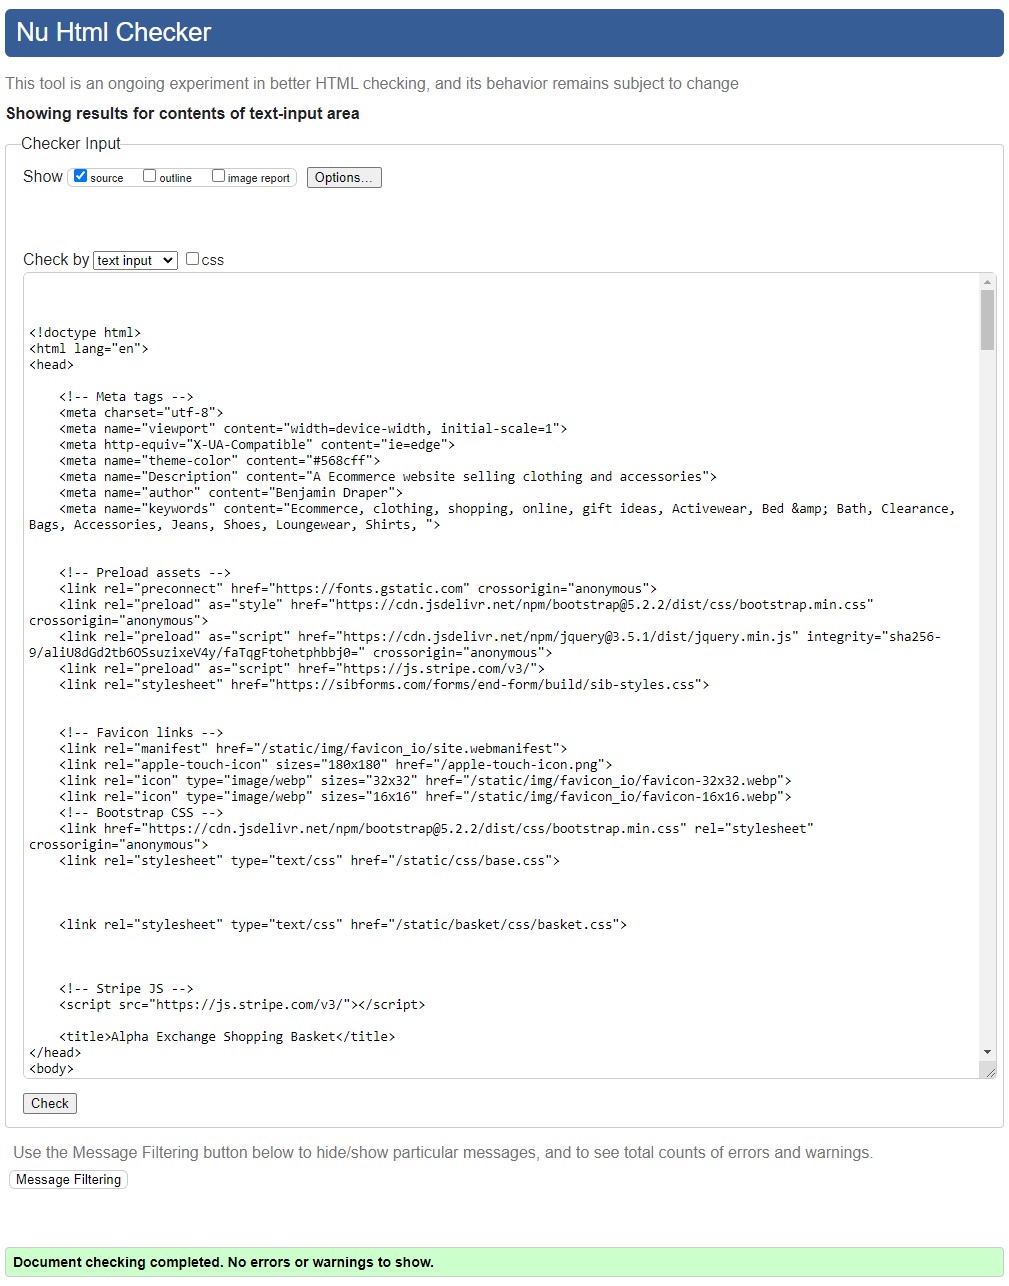 Nu Html Checker
This tool is an ongoing experiment in better HTML checking, and its behavior remains subject to change
Showing results for contents of text-input area
Checker Input
Show source outline image report Options...
Check by text input css
<!doctype html>
<html lang="en">
<head>
<!-- Meta tags -->
<meta charset="utf-8">
<meta name="viewport" content="width=device-width, initial-scale=1">
<meta http-equiv="X-UA-Compatible" content="ie=edge">
<meta name="theme-color" content="#568cff">
<meta name="Description" content="A Ecommerce website selling clothing and accessories">
<meta name="author" content="Benjamin Draper">
<meta name="keywords" content="Ecommerce, clothing, shopping, online, gift ideas, Activewear, Bed &amp; Bath, Clearance,
Bags, Accessories, Jeans, Shoes, Loungewear, Shirts, ">
<!-- Preload assets -->
<link rel="preconnect" href="https://fonts.gstatic.com" crossorigin="anonymous">
<link rel="preload" as="style" href="https://cdn.jsdelivr.net/npm/bootstrap@5.2.2/dist/css/bootstrap.min.css"
crossorigin="anonymous">
<link rel="preload" as="script" href="https://cdn.jsdelivr.net/npm/jquery@3.5.1/dist/jquery.min.js" integrity="sha256-
9/aliU8dGd2tb6OSsuzixeV4y/faTqgFtohetphbbj0=" crossorigin="anonymous">
<link rel="preload" as="script" href="https://js.stripe.com/v3/">
<link rel="stylesheet" href="https://sibforms.com/forms/end-form/build/sib-styles.css">
<!-- Favicon links -->
<link rel="manifest" href="/static/img/favicon_io/site.webmanifest">
<link rel="apple-touch-icon" sizes="180x180" href="/apple-touch-icon.png">
<link rel="icon" type="image/webp" sizes="32x32" href="/static/img/favicon_io/favicon-32x32.webp">
<link rel="icon" type="image/webp" sizes="16x16" href="/static/img/favicon_io/favicon-16x16.webp">
<!-- Bootstrap CSS -->
<link href="https://cdn.jsdelivr.net/npm/bootstrap@5.2.2/dist/css/bootstrap.min.css" rel="stylesheet"
crossorigin="anonymous">
<link rel="stylesheet" type="text/css" href="/static/css/base.css">
<link rel="stylesheet" type="text/css" href="/static/basket/css/basket.css">
<!-- Stripe JS -->
<script src="https://js.stripe.com/v3/"></script>
<title>Alpha Exchange Shopping Basket</title>
</head>
<body>
Check
Use the Message Filtering button below to hide/show particular messages, and to see total counts of errors and warnings.
Message Filtering
Document checking completed. No errors or warnings to show.